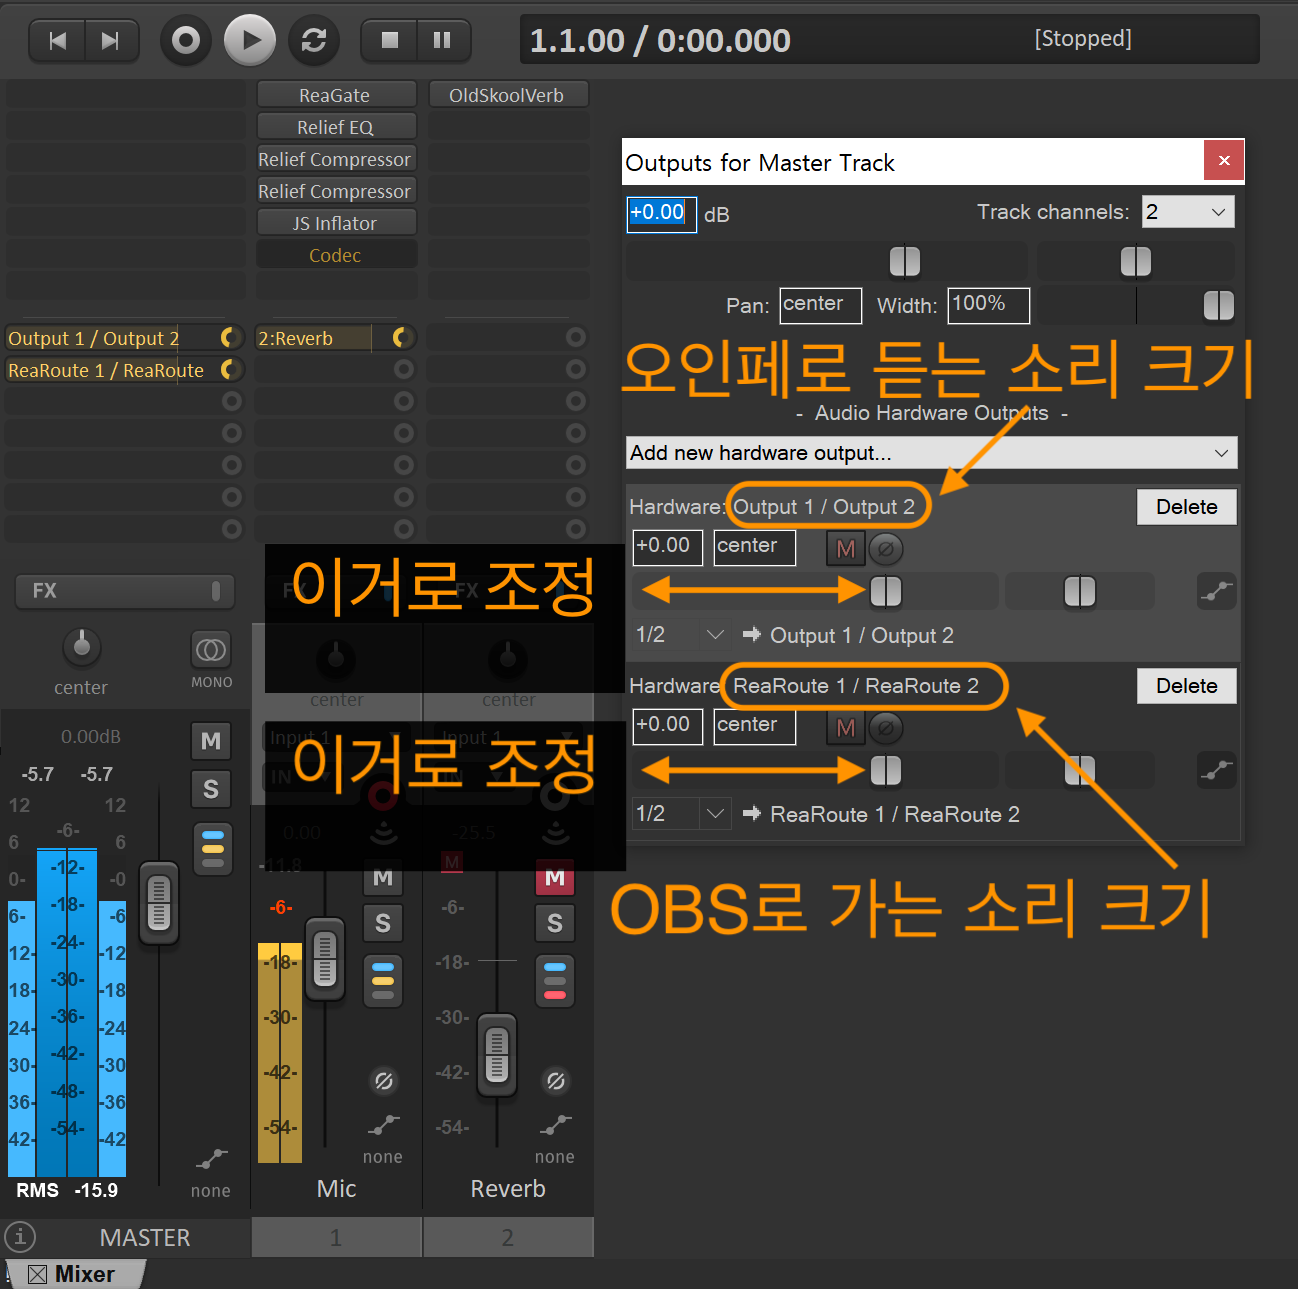 1.1.00 / 0:00.000
[Stopped]
ReaGate
Relief EQ
Relief Compressor
Relief Compressor
JS Inflator
Codec
OldSkoolVerb
Output 1 / Output 2
ReaRoute 1 / ReaRoute
2:Reverb
Outputs for Master Track
+0.00 dB
Track channels: 2
Pan: center Width: 100%
오인페로 듣는 소리 크기
- Audio Hardware Outputs -
Add new hardware output...
Hardware: Output 1 / Output 2
Delete
+0.00 center M
1/2 Output 1 / Output 2
Hardware: ReaRoute 1 / ReaRoute 2
Delete
+0.00 center M
1/2 ReaRoute 1 / ReaRoute 2
OBS로 가는 소리 크기
이거로 조정
이거로 조정
FX
center
MONO
0.00dB
-5.7 -5.7
M
S
12 12
6 -6- 6
0- -0
-12-
6- -18- -6
12- -24- -12
18- -30- -18
24- -36- -24
30- -42- -30
36- -48- -36
42- -54- -42
RMS -15.9
none
MASTER
FX
center
Input 1
IN
0.00
-11.8
M
-6-
S
-18-
-30-
-42-
-54-
none
Mic
1
FX
center
Input 1
IN
-25.5
M
M
-6-
S
-18-
-30-
-42-
-54-
none
Reverb
2
Mixer